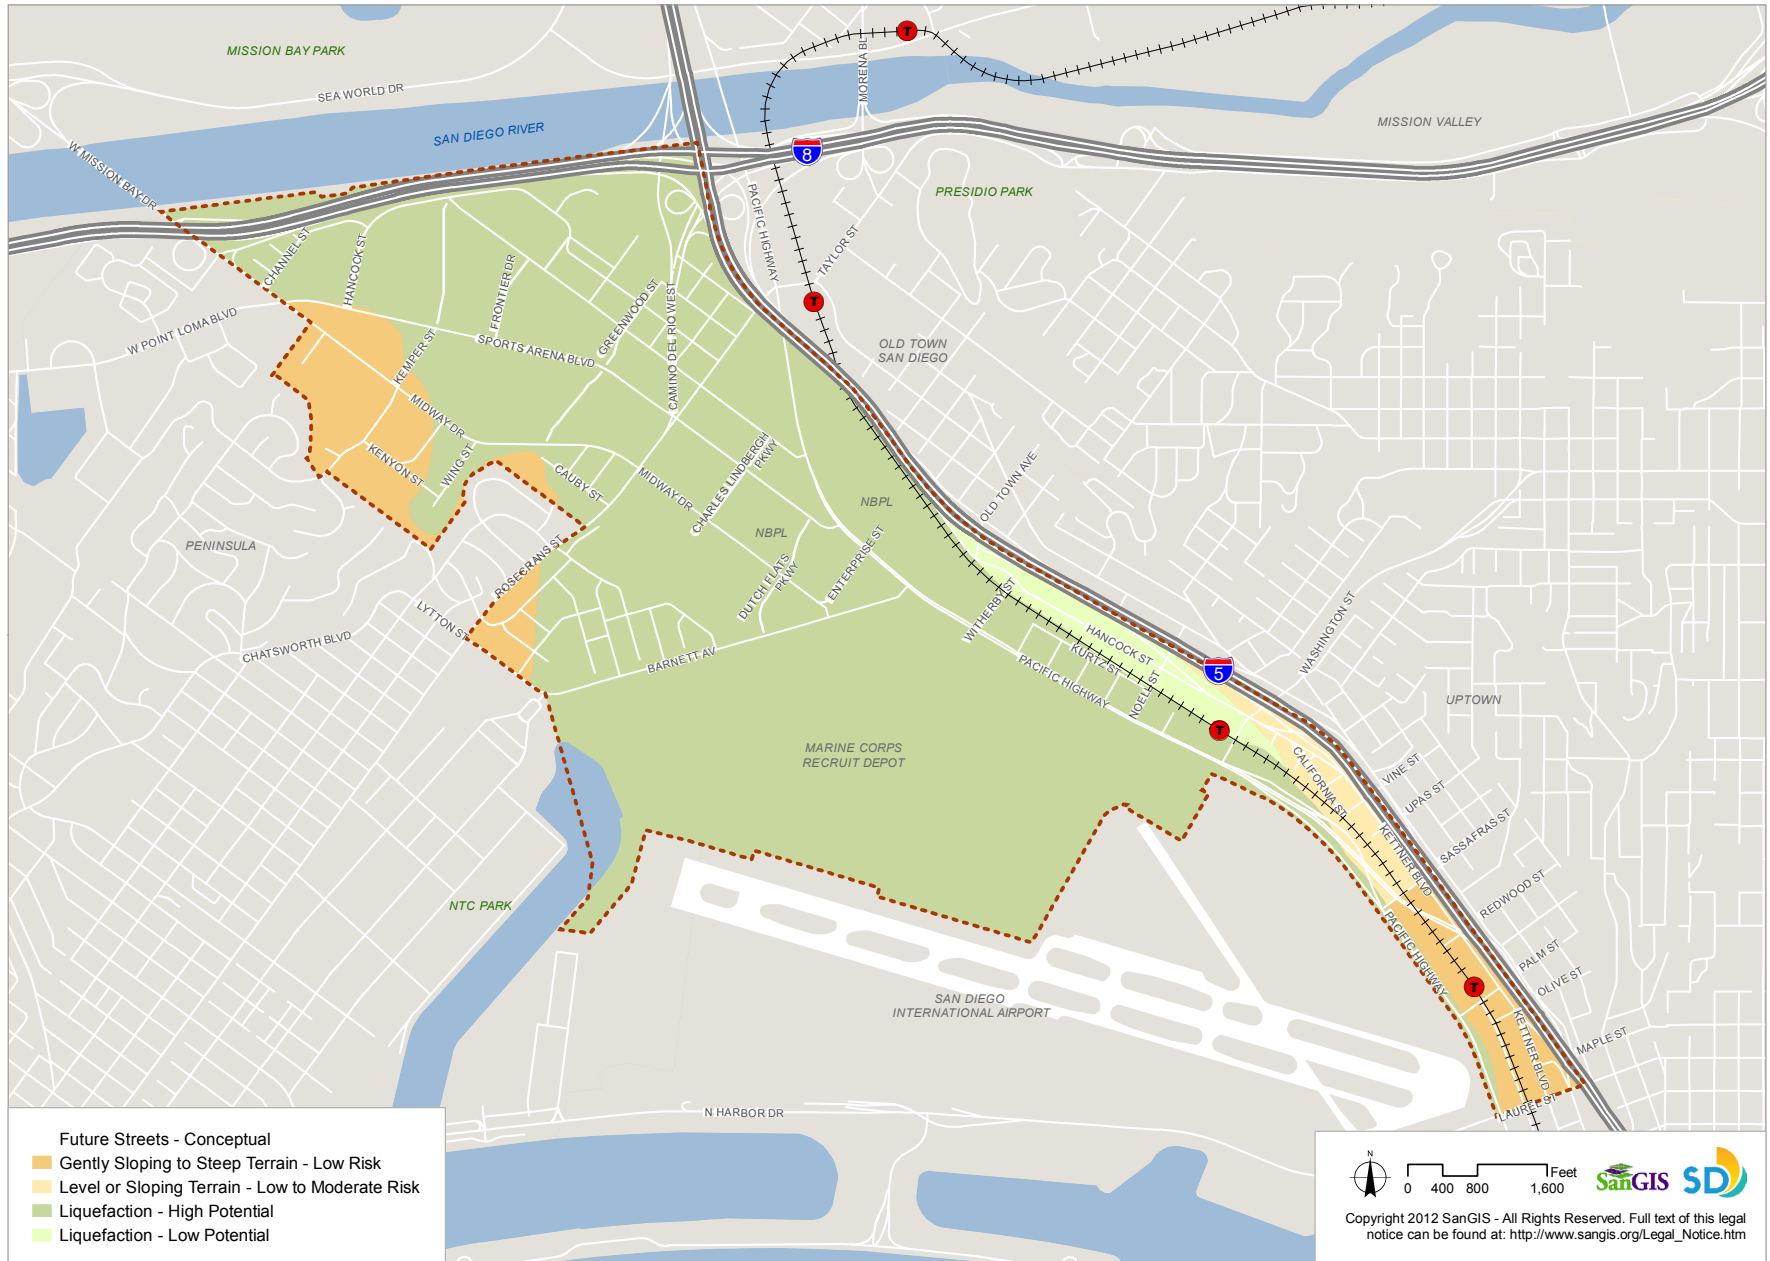 MISSION BAY PARK
SEA WORLD DR
SAN DIEGO RIVER
W MISSION BAY DR
MORENA BL
T
8
MISSION VALLEY
PRESIDIO PARK
PACIFIC HIGHWAY
TAYLOR ST
T
OLD TOWN
SAN DIEGO
CHANNEL ST
HANCOCK ST
FRONTIER DR
GREENWOOD ST
CAMINO DEL RIO WEST
W POINT LOMA BLVD
SPORTS ARENA BLVD
KEMPER ST
MIDWAY DR
KENYON ST
WING ST
CAUBY ST
MIDWAY DR
CHARLES LINDBERGH
PKWY
NBPL
NBPL
OLD TOWN AVE
PENINSULA
ROSECRANS ST
LYTTON ST
CHATSWORTH BLVD
DUTCH FLATS
PKWY
ENTERPRISE ST
BARNETT AV
WITHERBY ST
HANCOCK ST
KURTZ ST
PACIFIC HIGHWAY
NOELL ST
5
WASHINGTON ST
UPTOWN
T
MARINE CORPS
RECRUIT DEPOT
CALIFORNIA ST
VINE ST
UPAS ST
SASSAFRAS ST
KETTNER BLVD
REDWOOD ST
NTC PARK
PACIFIC HIGHWAY
PALM ST
OLIVE ST
T
SAN DIEGO
INTERNATIONAL AIRPORT
KETTNER BLVD
MAPLE ST
LAUREL ST
N HARBOR DR
Future Streets - Conceptual
Gently Sloping to Steep Terrain - Low Risk
Level or Sloping Terrain - Low to Moderate Risk
Liquefaction - High Potential
Liquefaction - Low Potential
N
Feet
0 400 800 1,600
SanGIS
SD
Copyright 2012 SanGIS - All Rights Reserved. Full text of this legal
notice can be found at: http://www.sangis.org/Legal_Notice.htm